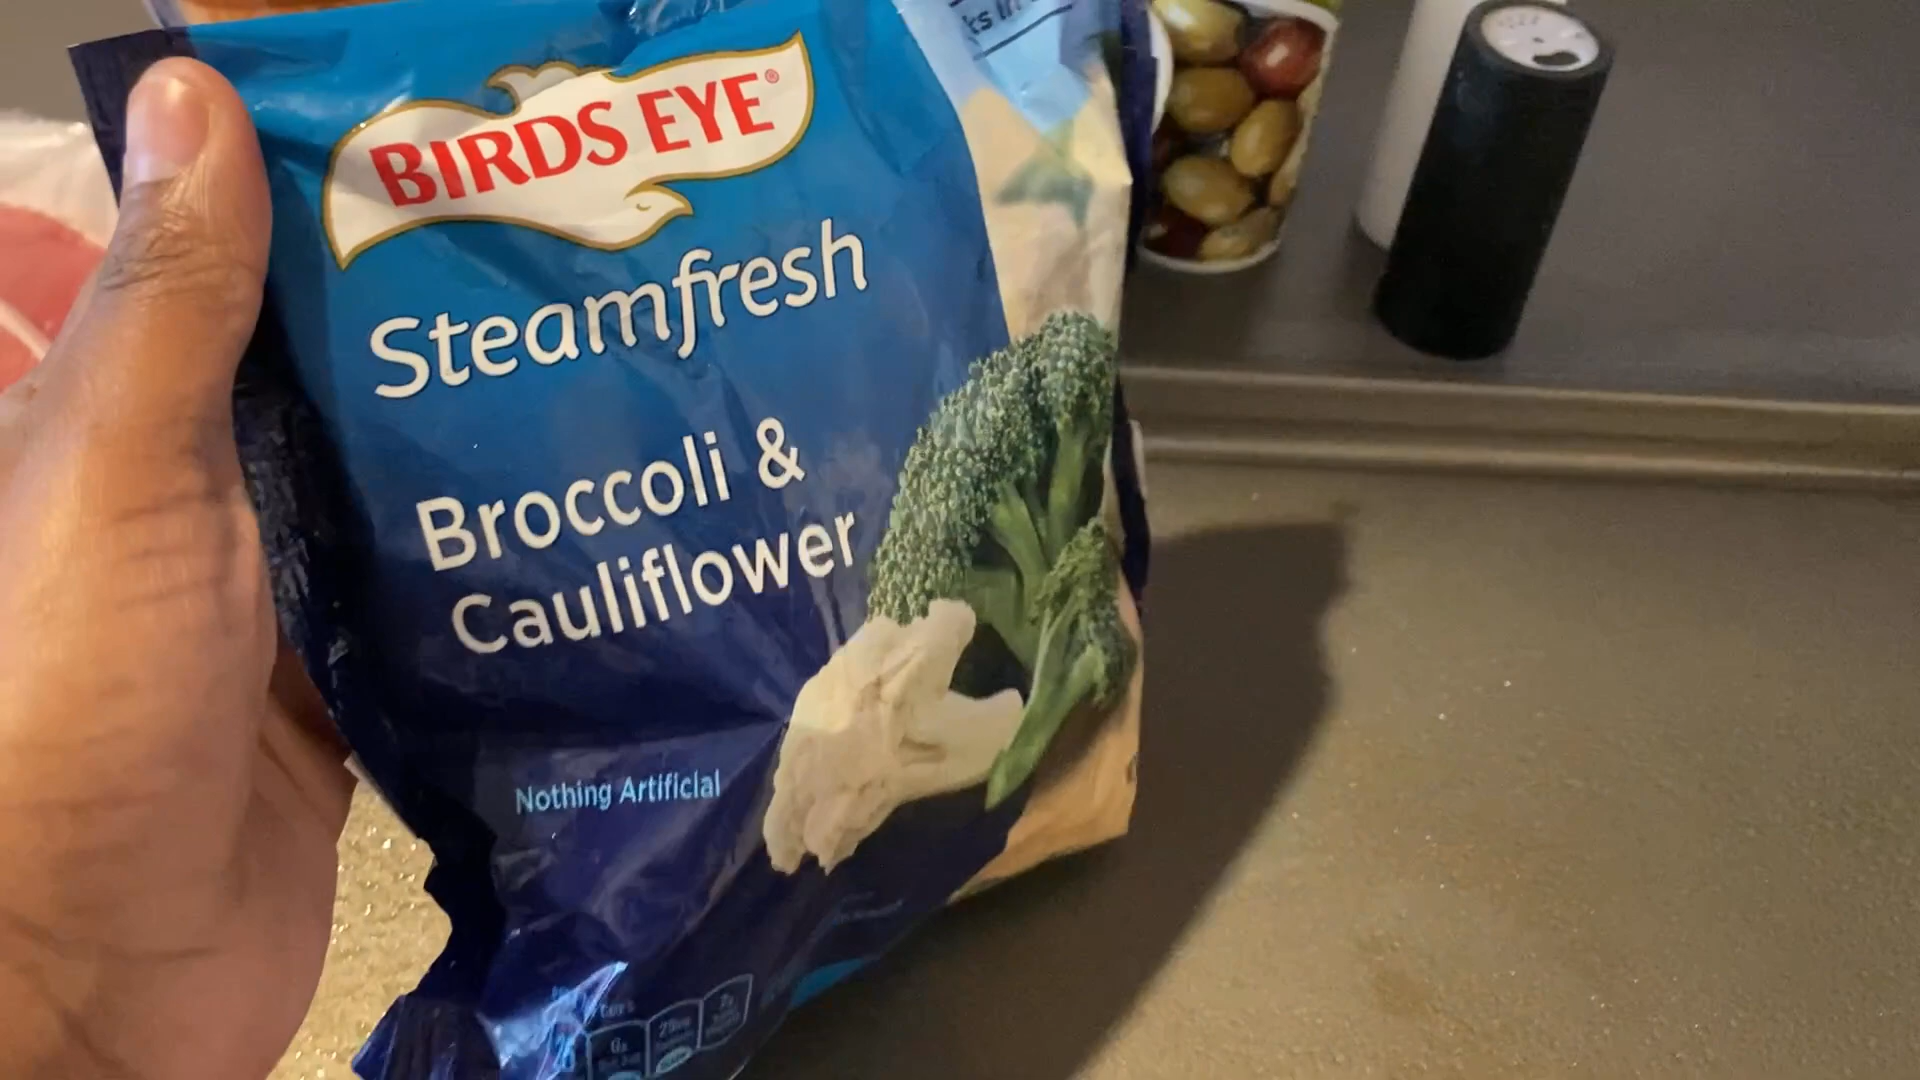 BIRDS EYE®
Steamfresh
Broccoli &
Cauliflower
Nothing Artificial